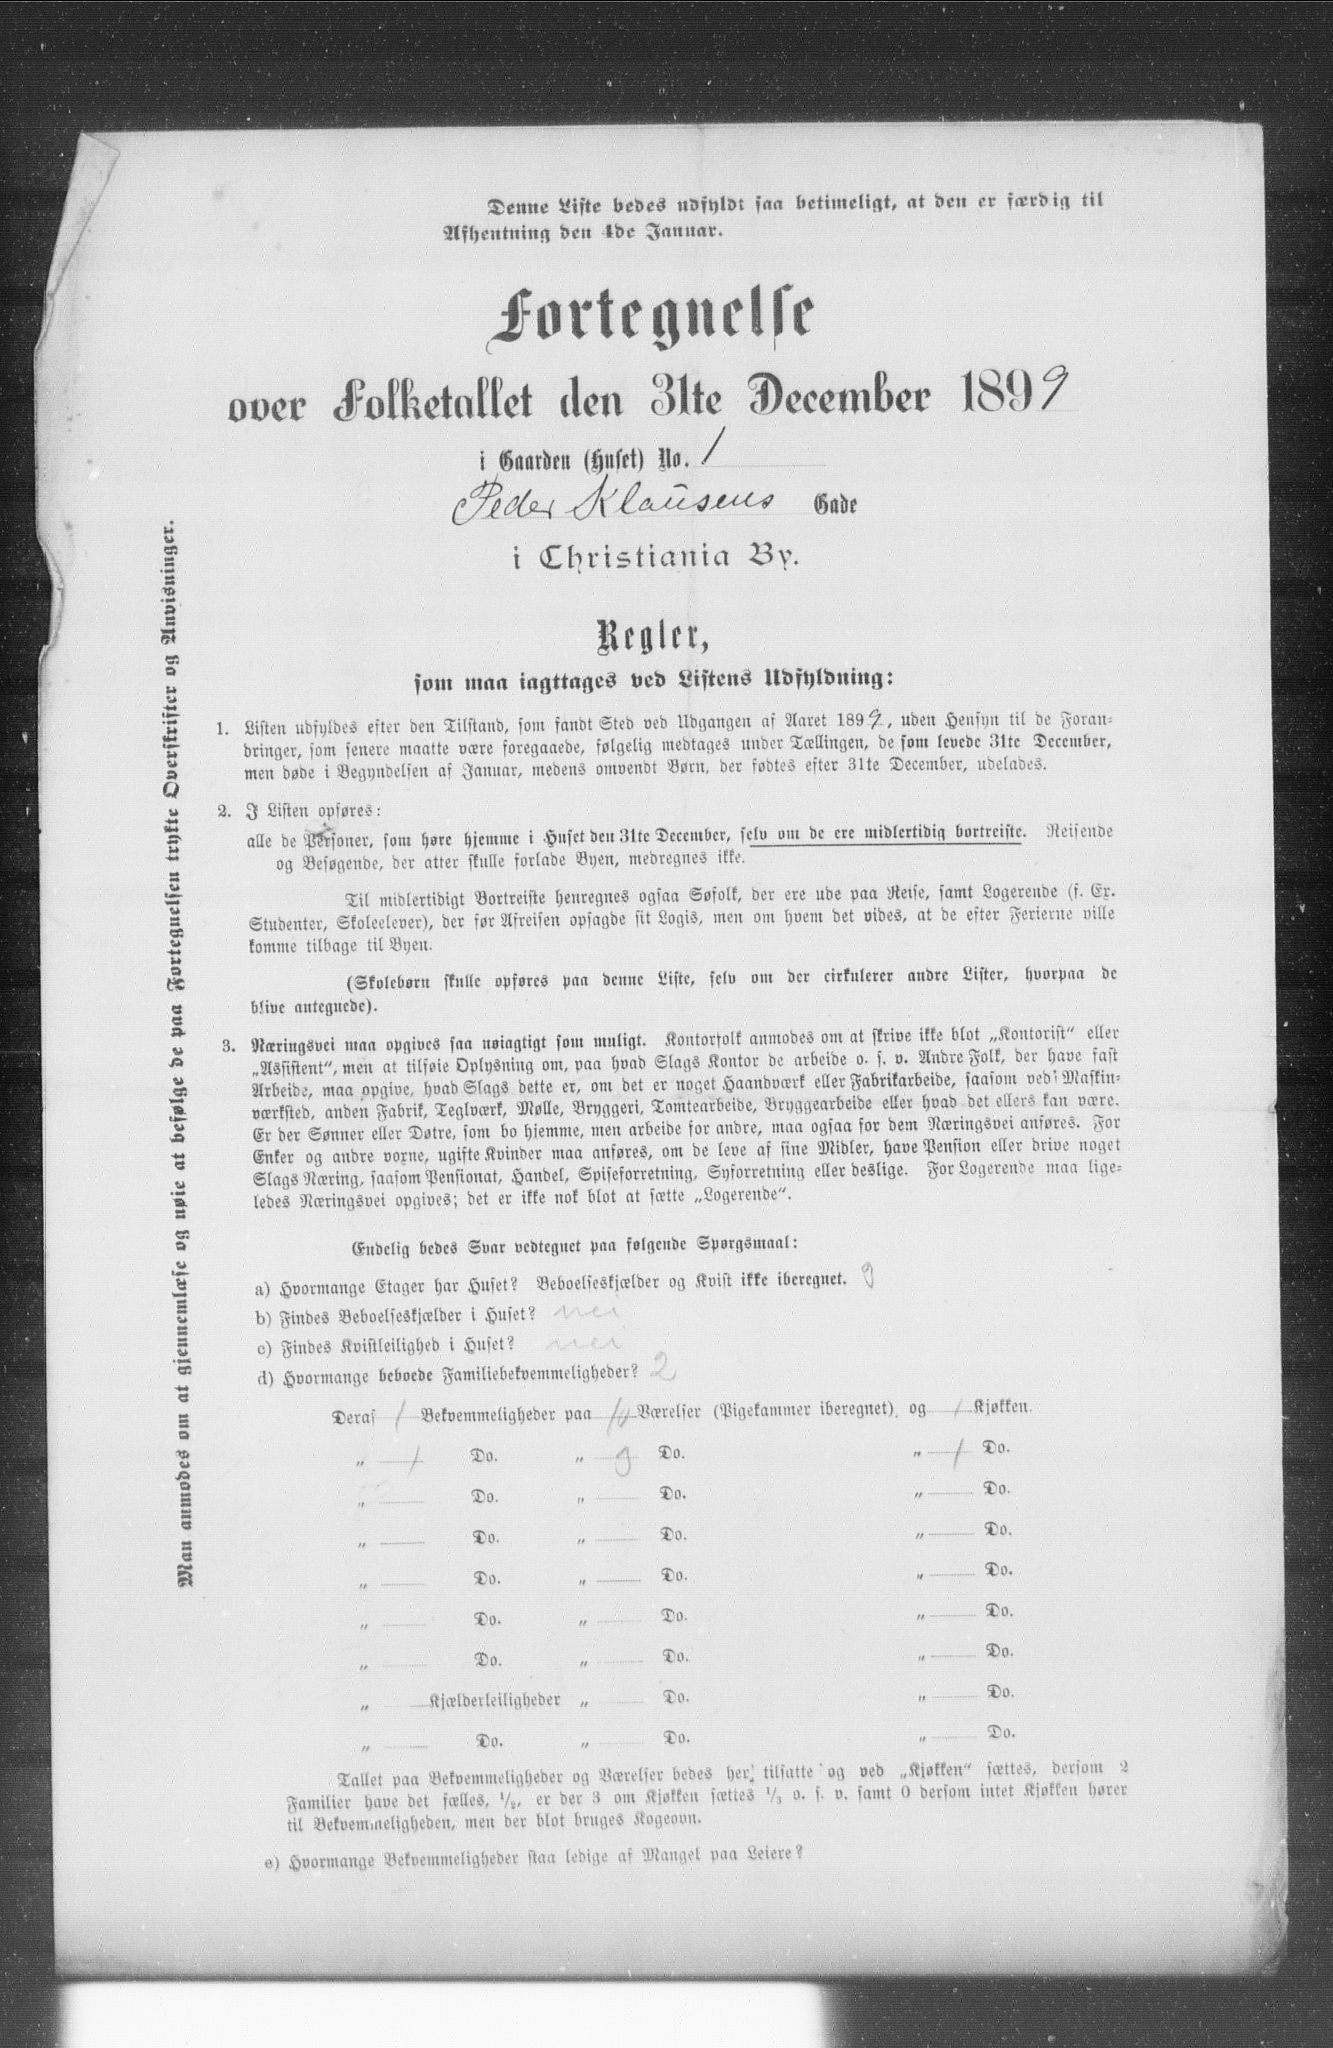 Denne Liste bedes udfyldt saa betimeligt, at den er færdig til
Afhentning den 4de Januar.
Fortegnelse
over Folketallet den 31te December 1899
i Gaarden (Huset) No. 1
Peder Klausens Gade
i Christiania By.
Regler,
som maa iagttages ved Listens Udfyldning:
1. Listen udfyldes efter den Tilstand, som fandt Sted ved Udgangen af Aaret 1899, uden Hensyn til de Foran-
dringer, som senere maatte være foregaaede, følgelig medtages under Tællingen, de som levede 31te December,
men døde i Begyndelsen af Januar, medens omvendt Børn, der fødtes efter 31te December, udelades.
2. I Listen opføres:
alle de Personer, som høre hjemme i Huset den 31te December, selv om de ere midlertidig bortreiste. Reisende
og Besøgende, der atter skulle forlade Byen, medregnes ikke.
Til midlertidigt Bortreiste henregnes ogsaa Søfolk, der ere ude paa Reise, samt Logerende (f. Ex.
Studenter, Skoleelever), der før Afreisen opsagde sit Logis, men om hvem det vides, at de efter Ferierne ville
komme tilbage til Byen.
(Skolebørn skulle opføres paa denne Liste, selv om der cirkulerer andre Lister, hvorpaa de
blive antegnede).
3. Næringsvei maa opgives saa nøiagtigt som muligt. Kontorfolk anmodes om at skrive ikke blot „Kontorist“ eller
„Assistent“, men at tilføie Oplysning om, paa hvad Slags Kontor de arbeide o. s. v. Andre Folk, der have fast
Arbeide, maa opgive, hvad Slags dette er, om det er noget Haandværk eller Fabrikarbeide, saasom ved Maskin-
værksted, anden Fabrik, Teglværk, Mølle, Bryggeri, Tomtearbeide, Bryggearbeide eller hvad det ellers kan være.
Er der Sønner eller Døtre, som bo hjemme, men arbeide for andre, maa ogsaa for dem Næringsvei anføres. For
Enker og andre voxne, ugifte Kvinder maa anføres, om de leve af sine Midler, have Pension eller drive noget
Slags Næring, saasom Pensionat, Handel, Spiseforretning, Syforretning eller deslige. For Logerende maa lige-
ledes Næringsvei opgives; det er ikke nok blot at sætte „Logerende“.
Endelig bedes Svar vedtegnet paa følgende Spørgsmaal:
a) Hvormange Etager har Huset? Beboelseskjælder og Kvist ikke iberegnet.
b) Findes Beboelseskjælder i Huset? nei
c) Findes Kvistleilighed i Huset? nei
d) Hvormange beboede Familiebekvemmeligheder? 2
Deraf 1 Bekvemmeligheder paa Værelser (Pigekammer iberegnet) og 1 Kjøkken.
„ 1 Do. „ Do. „ 1 Do.
„ Do. „ Do. „ Do.
„ Do. „ Do. „ Do.
„ Do. „ Do. „ Do.
„ Do. „ Do. „ Do.
„ Do. „ Do. „ Do.
„ Kjælderleiligheder „ Do. „ Do.
„ Do. „ Do. „ Do.
Tallet paa Bekvemmeligheder og Værelser bedes her tilsatte og ved „Kjøkken“ sættes, dersom 2
Familier have det fælles, 1/2, er der 3 om Kjøkken sættes 1/3 o. s. v. samt 0 dersom intet Kjøkken hører
til Bekvemmeligheden, men der blot bruges Kogeovn.
e) Hvormange Bekvemmeligheder staa ledige af Mangel paa Leiere?
Man anmodes om at gjennemlæse og nøie at befølge de paa Fortegnelsen trykte Overskrifter og Anvisninger.